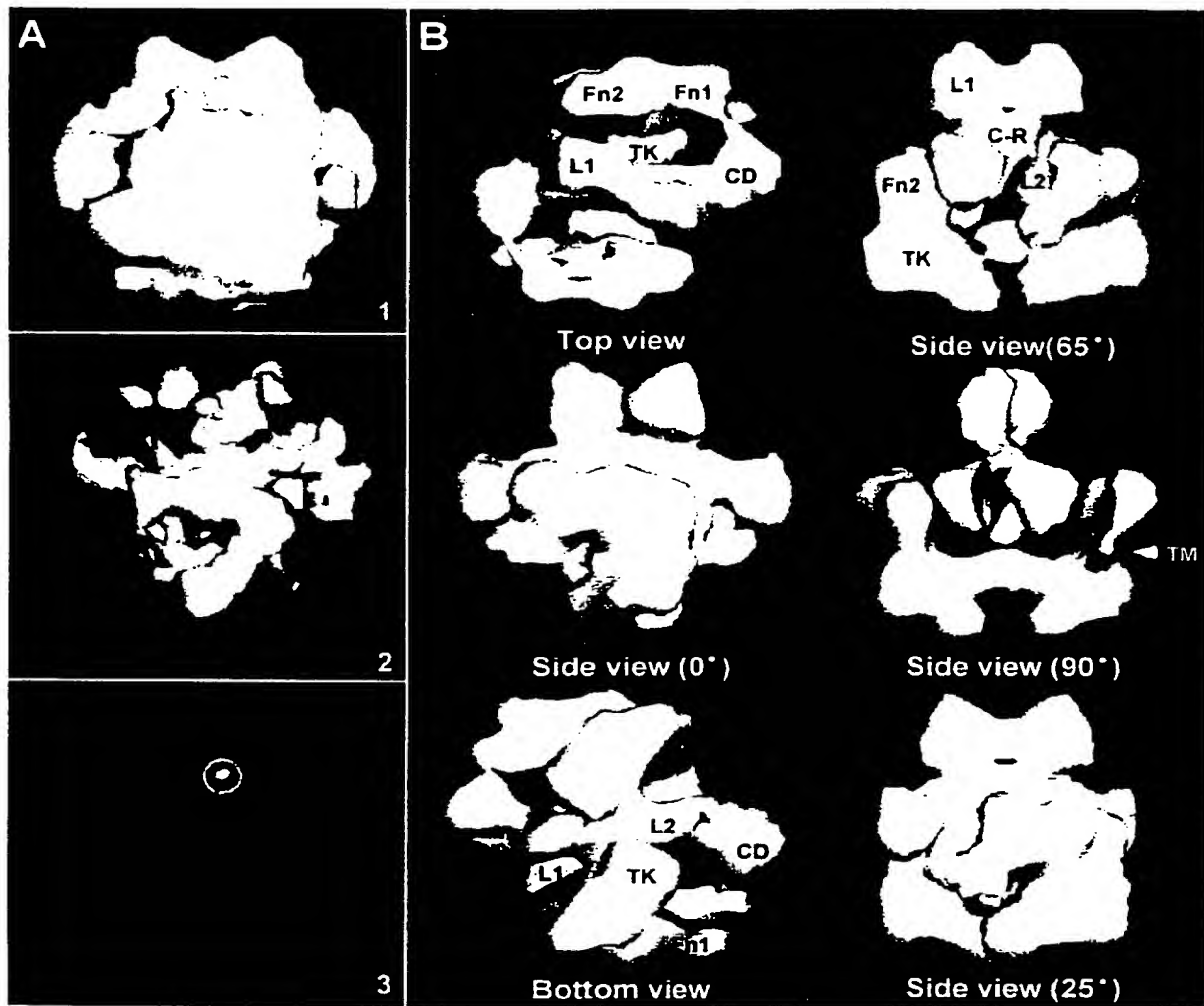 A
1
2
3
B
Fn2 Fn1
TK
L1
CD
Top view
L1
C-R
L2
Fn2
TK
Side view(65°)
Side view (0°)
TM
Side view (90°)
L2
CD
L1
TK
Fn1
Bottom view
Side view (25°)